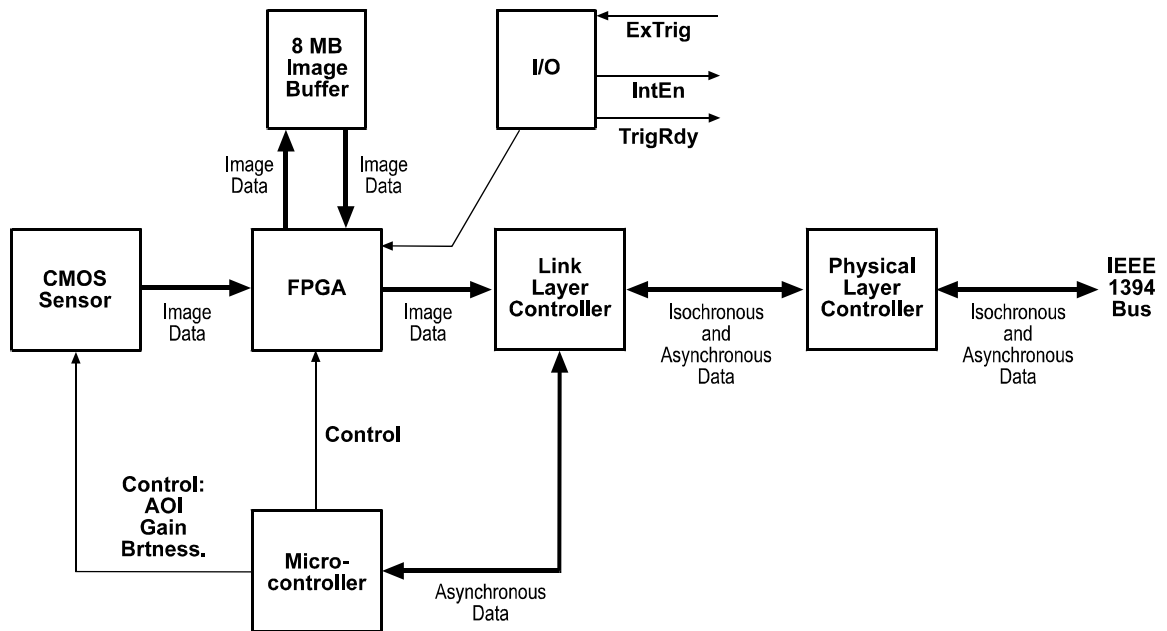 8 MB
Image
Buffer
I/O
ExTrig
IntEn
TrigRdy
Image
Data
Image
Data
CMOS
Sensor
Image
Data
FPGA
Image
Data
Link
Layer
Controller
Isochronous
and
Asynchronous
Data
Physical
Layer
Controller
Isochronous
and
Asynchronous
Data
IEEE
1394
Bus
Control
Control:
AOI
Gain
Brtness.
Micro-
controller
Asynchronous
Data